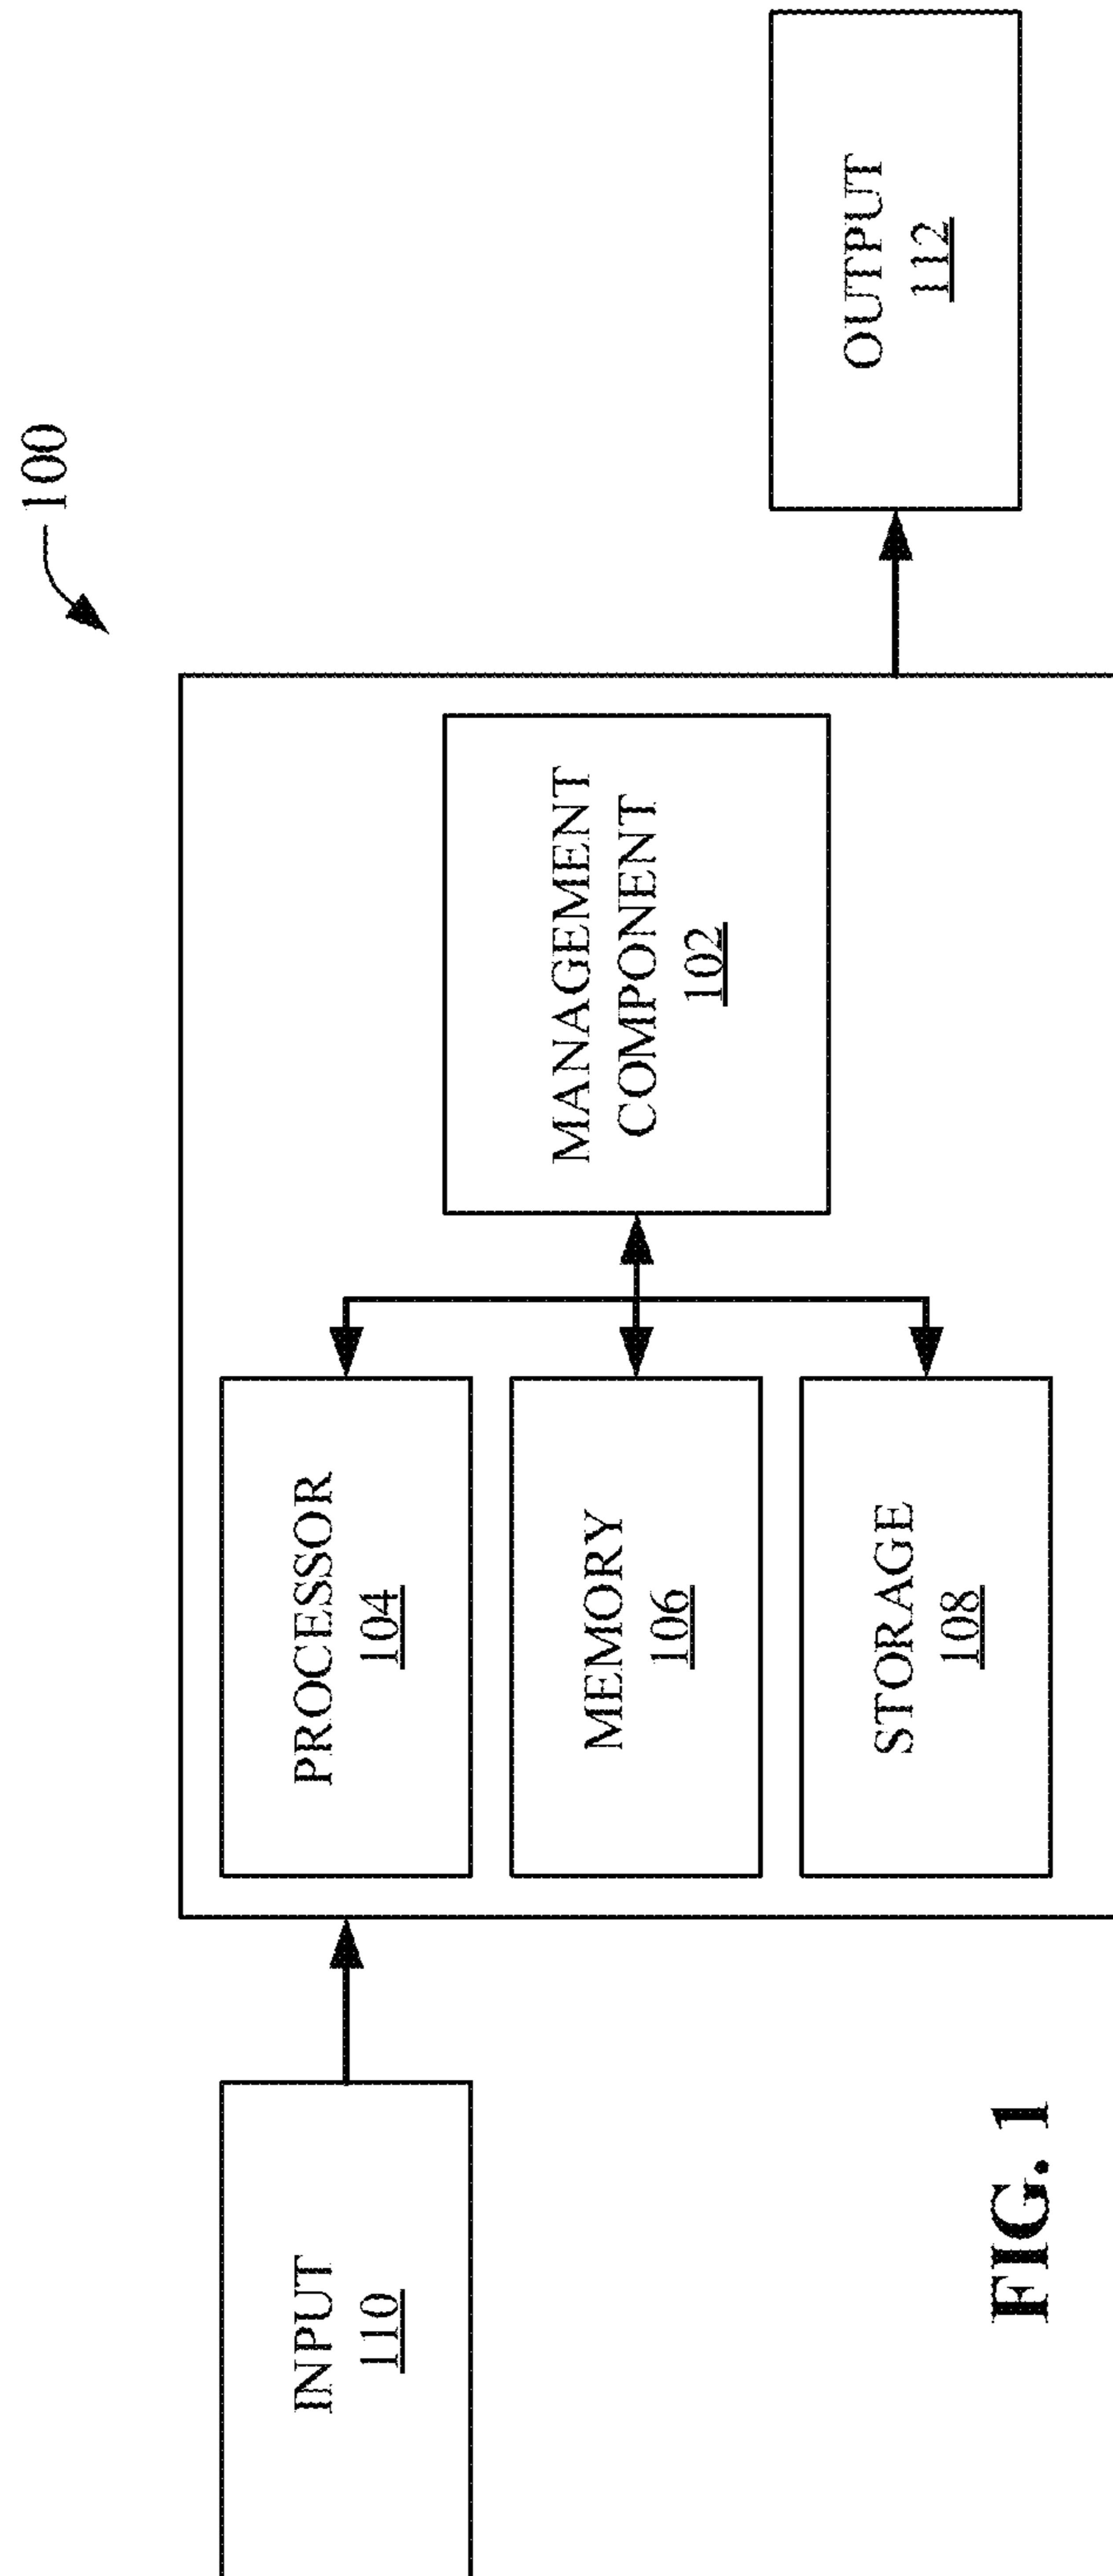 100
INPUT
110
PROCESSOR
104
MEMORY
106
STORAGE
108
MANAGEMENT
COMPONENT
102
OUTPUT
112
FIG. 1